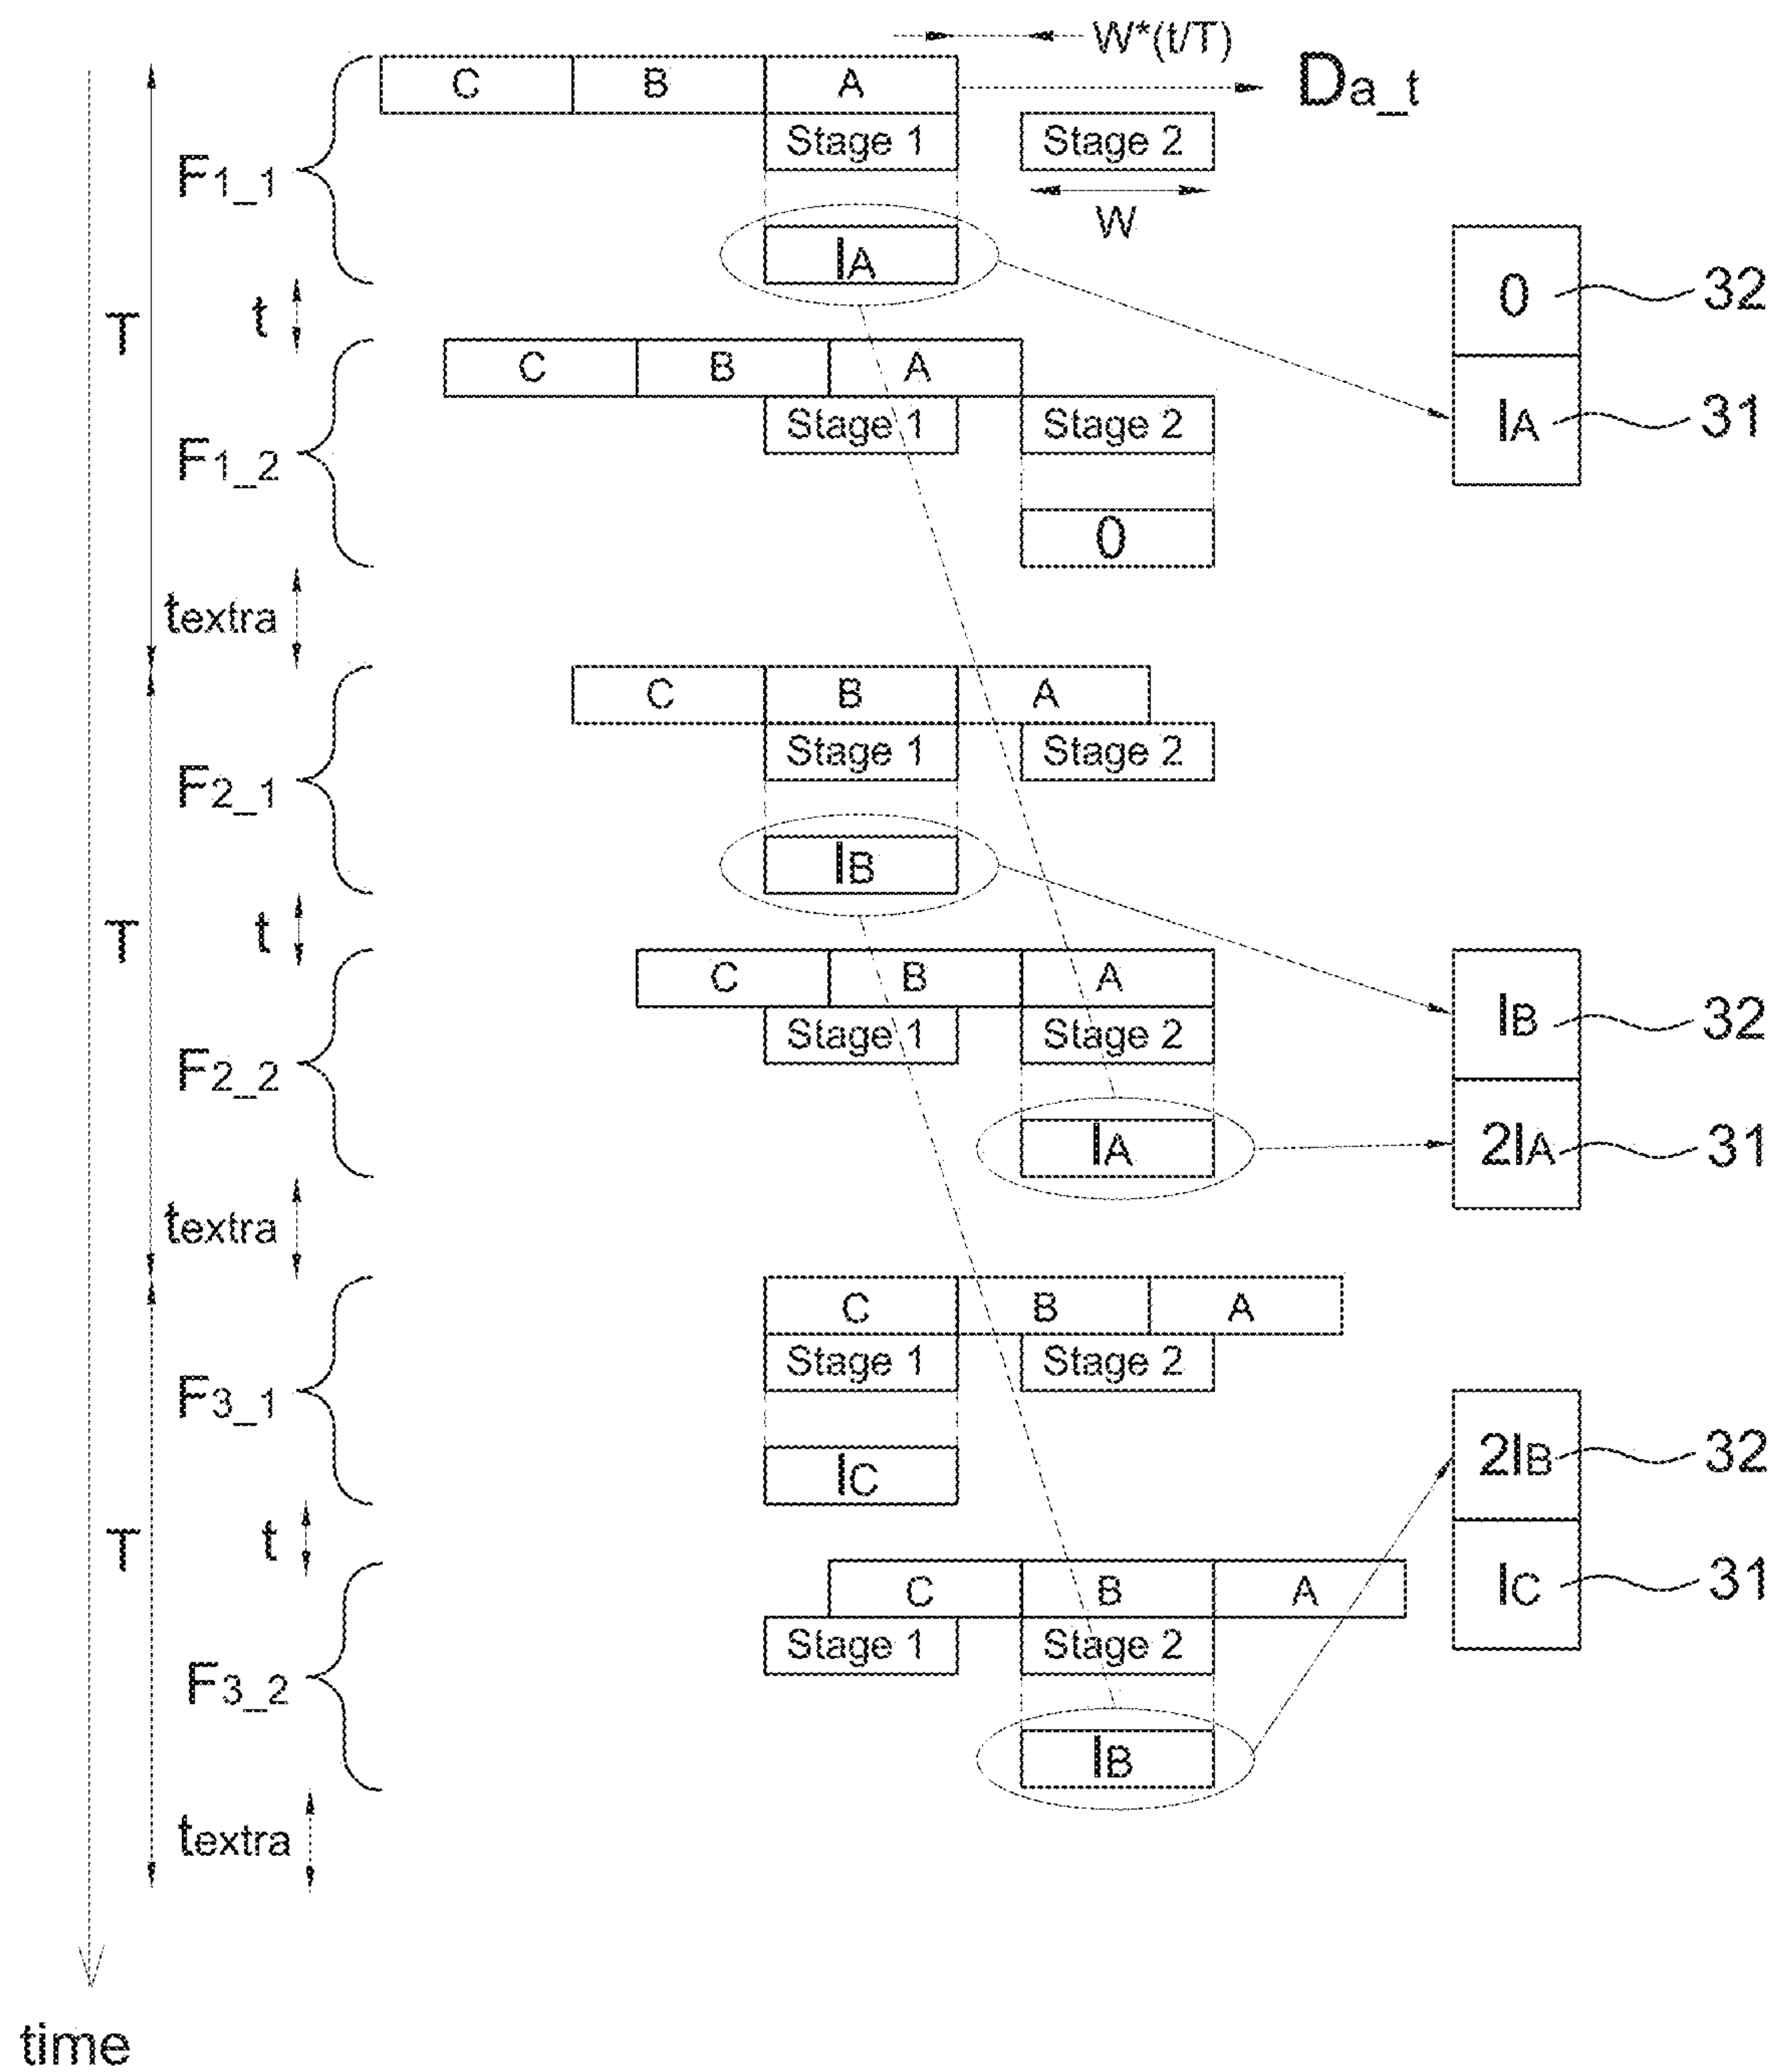 W*(t/T)
C B A Da_t
Stage 1 Stage 2
F1_1
W
IA
0 32
T t
C B A
IA 31
Stage 1 Stage 2
F1_2
0
textra
C B A
Stage 1 Stage 2
F2_1
IB
T t
C B A
IB 32
Stage 1 Stage 2
F2_2
IA 2IA 31
textra
C B A
Stage 1 Stage 2
F3_1
2IB 32
IC
T t
C B A
IC 31
Stage 1 Stage 2
F3_2
IB
textra
time